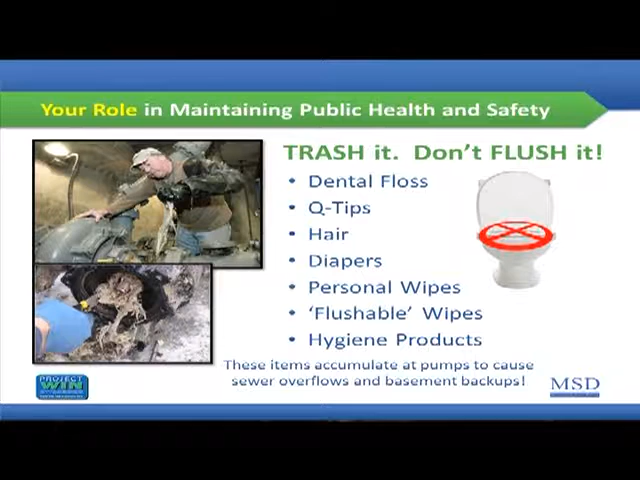 Your Role in Maintaining Public Health and Safety
TRASH it. Don't FLUSH it!
• Dental Floss
• Q-Tips
• Hair
• Diapers
• Personal Wipes
• 'Flushable' Wipes
• Hygiene Products
These items accumulate at pumps to cause
sewer overflows and basement backups!
PROJECT
WIN
MSD